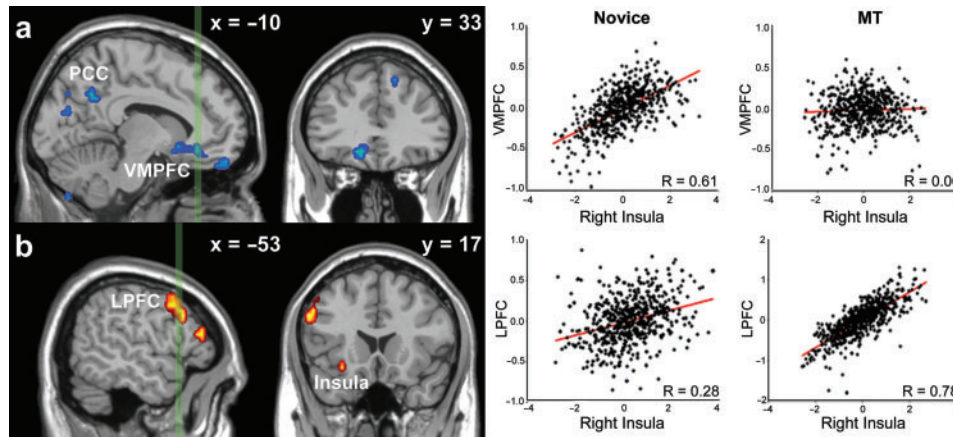 a
x = –10
y = 33
PCC
VMPFC
b
x = –53
y = 17
LPFC
Insula
Novice
MT
VMPFC
1.0
0.5
0.0
-0.5
-1.0
-4 -2 0 2 4
R = 0.61
Right Insula
VMPFC
1.0
0.5
0.0
-0.5
-1.0
-4 -2 0 2 4
Right Insula
LPFC
1.0
0.5
0.0
-0.5
-1.0
-4 -2 0 2 4
R = 0.28
Right Insula
LPFC
2
1
0
-1
-2
-4 -2 0 2 4
R = 0.78
Right Insula